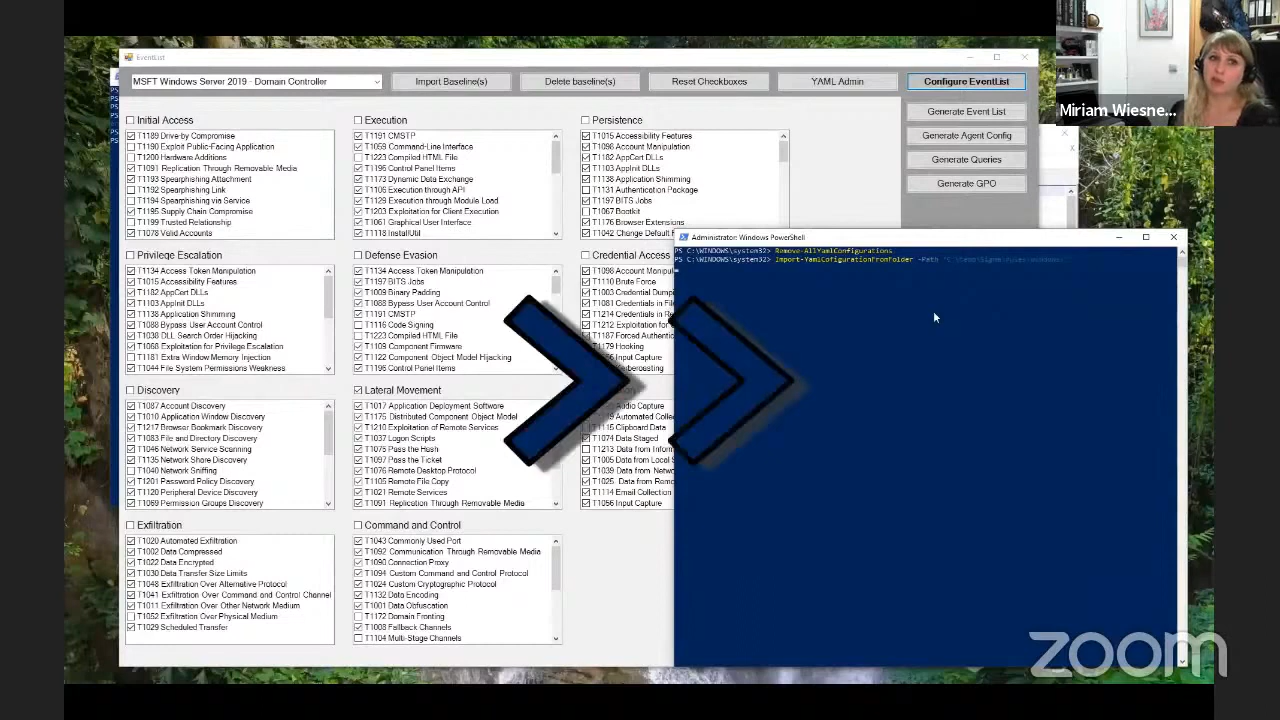 EventList
MSFT Windows Server 2019 - Domain Controller
Import Baseline(s)
Delete baseline(s)
Reset Checkboxes
YAML Admin
Configure EventList
Generate Event List
Generate Agent Config
Generate Queries
Generate GPO
Miriam Wiesne...
Initial Access
T1189 Drive-by Compromise
T1190 Exploit Public-Facing Application
T1200 Hardware Additions
T1091 Replication Through Removable Media
T1193 Spearphishing Attachment
T1192 Spearphishing Link
T1194 Spearphishing via Service
T1195 Supply Chain Compromise
T1199 Trusted Relationship
T1078 Valid Accounts
Execution
T1191 CMSTP
T1059 Command-Line Interface
T1223 Compiled HTML File
T1196 Control Panel Items
T1173 Dynamic Data Exchange
T1106 Execution through API
T1129 Execution through Module Load
T1203 Exploitation for Client Execution
T1061 Graphical User Interface
T1118 InstallUtil
Persistence
T1015 Accessibility Features
T1098 Account Manipulation
T1182 AppCert DLLs
T1103 AppInit DLLs
T1138 Application Shimming
T1131 Authentication Package
T1197 BITS Jobs
T1067 Bootkit
T1176 Browser Extensions
T1042 Change Default
Privilege Escalation
T1134 Access Token Manipulation
T1015 Accessibility Features
T1182 AppCert DLLs
T1103 AppInit DLLs
T1138 Application Shimming
T1088 Bypass User Account Control
T1038 DLL Search Order Hijacking
T1068 Exploitation for Privilege Escalation
T1181 Extra Window Memory Injection
T1044 File System Permissions Weakness
Defense Evasion
T1134 Access Token Manipulation
T1197 BITS Jobs
T1009 Binary Padding
T1088 Bypass User Account Control
T1191 CMSTP
T1116 Code Signing
T1223 Compiled HTML File
T1109 Component Firmware
T1122 Component Object Model Hijacking
T1196 Control Panel Items
Credential Access
T1098 Account Manipu
T1110 Brute Force
T1003 Credential Dumpi
T1081 Credentials in File
T1214 Credentials in Re
T1212 Exploitation for
T1187 Forced Authentic
T1179 Hooking
Input Capture
Kerberoasting
Administrator: Windows PowerShell
PS C:\WINDOWS\system32> Remove-AllYamlConfigurations
PS C:\WINDOWS\system32> Import-YamlCofigurationFromFolder -Path
Discovery
T1087 Account Discovery
T1010 Application Window Discovery
T1217 Browser Bookmark Discovery
T1083 File and Directory Discovery
T1046 Network Service Scanning
T1135 Network Share Discovery
T1040 Network Sniffing
T1201 Password Policy Discovery
T1120 Peripheral Device Discovery
T1069 Permission Groups Discovery
Lateral Movement
T1017 Application Deployment Software
T1175 Distributed Component Object Model
T1210 Exploitation of Remote Services
T1037 Logon Scripts
T1075 Pass the Hash
T1097 Pass the Ticket
T1076 Remote Desktop Protocol
T1105 Remote File Copy
T1021 Remote Services
T1091 Replication Through Removable Media
Audio Capture
Automated Collec
Clipboard Data
T1074 Data Staged
T1213 Data from Inform
T1005 Data from Local S
T1039 Data from Networ
T1025 Data from Remov
T1114 Email Collection
T1056 Input Capture
Exfiltration
T1020 Automated Exfiltration
T1002 Data Compressed
T1022 Data Encrypted
T1030 Data Transfer Size Limits
T1048 Exfiltration Over Alternative Protocol
T1041 Exfiltration Over Command and Control Channel
T1011 Exfiltration Over Other Network Medium
T1052 Exfiltration Over Physical Medium
T1029 Scheduled Transfer
Command and Control
T1043 Commonly Used Port
T1092 Communication Through Removable Media
T1090 Connection Proxy
T1094 Custom Command and Control Protocol
T1024 Custom Cryptographic Protocol
T1132 Data Encoding
T1001 Data Obfuscation
T1172 Domain Fronting
T1008 Fallback Channels
T1104 Multi-Stage Channels
zoom